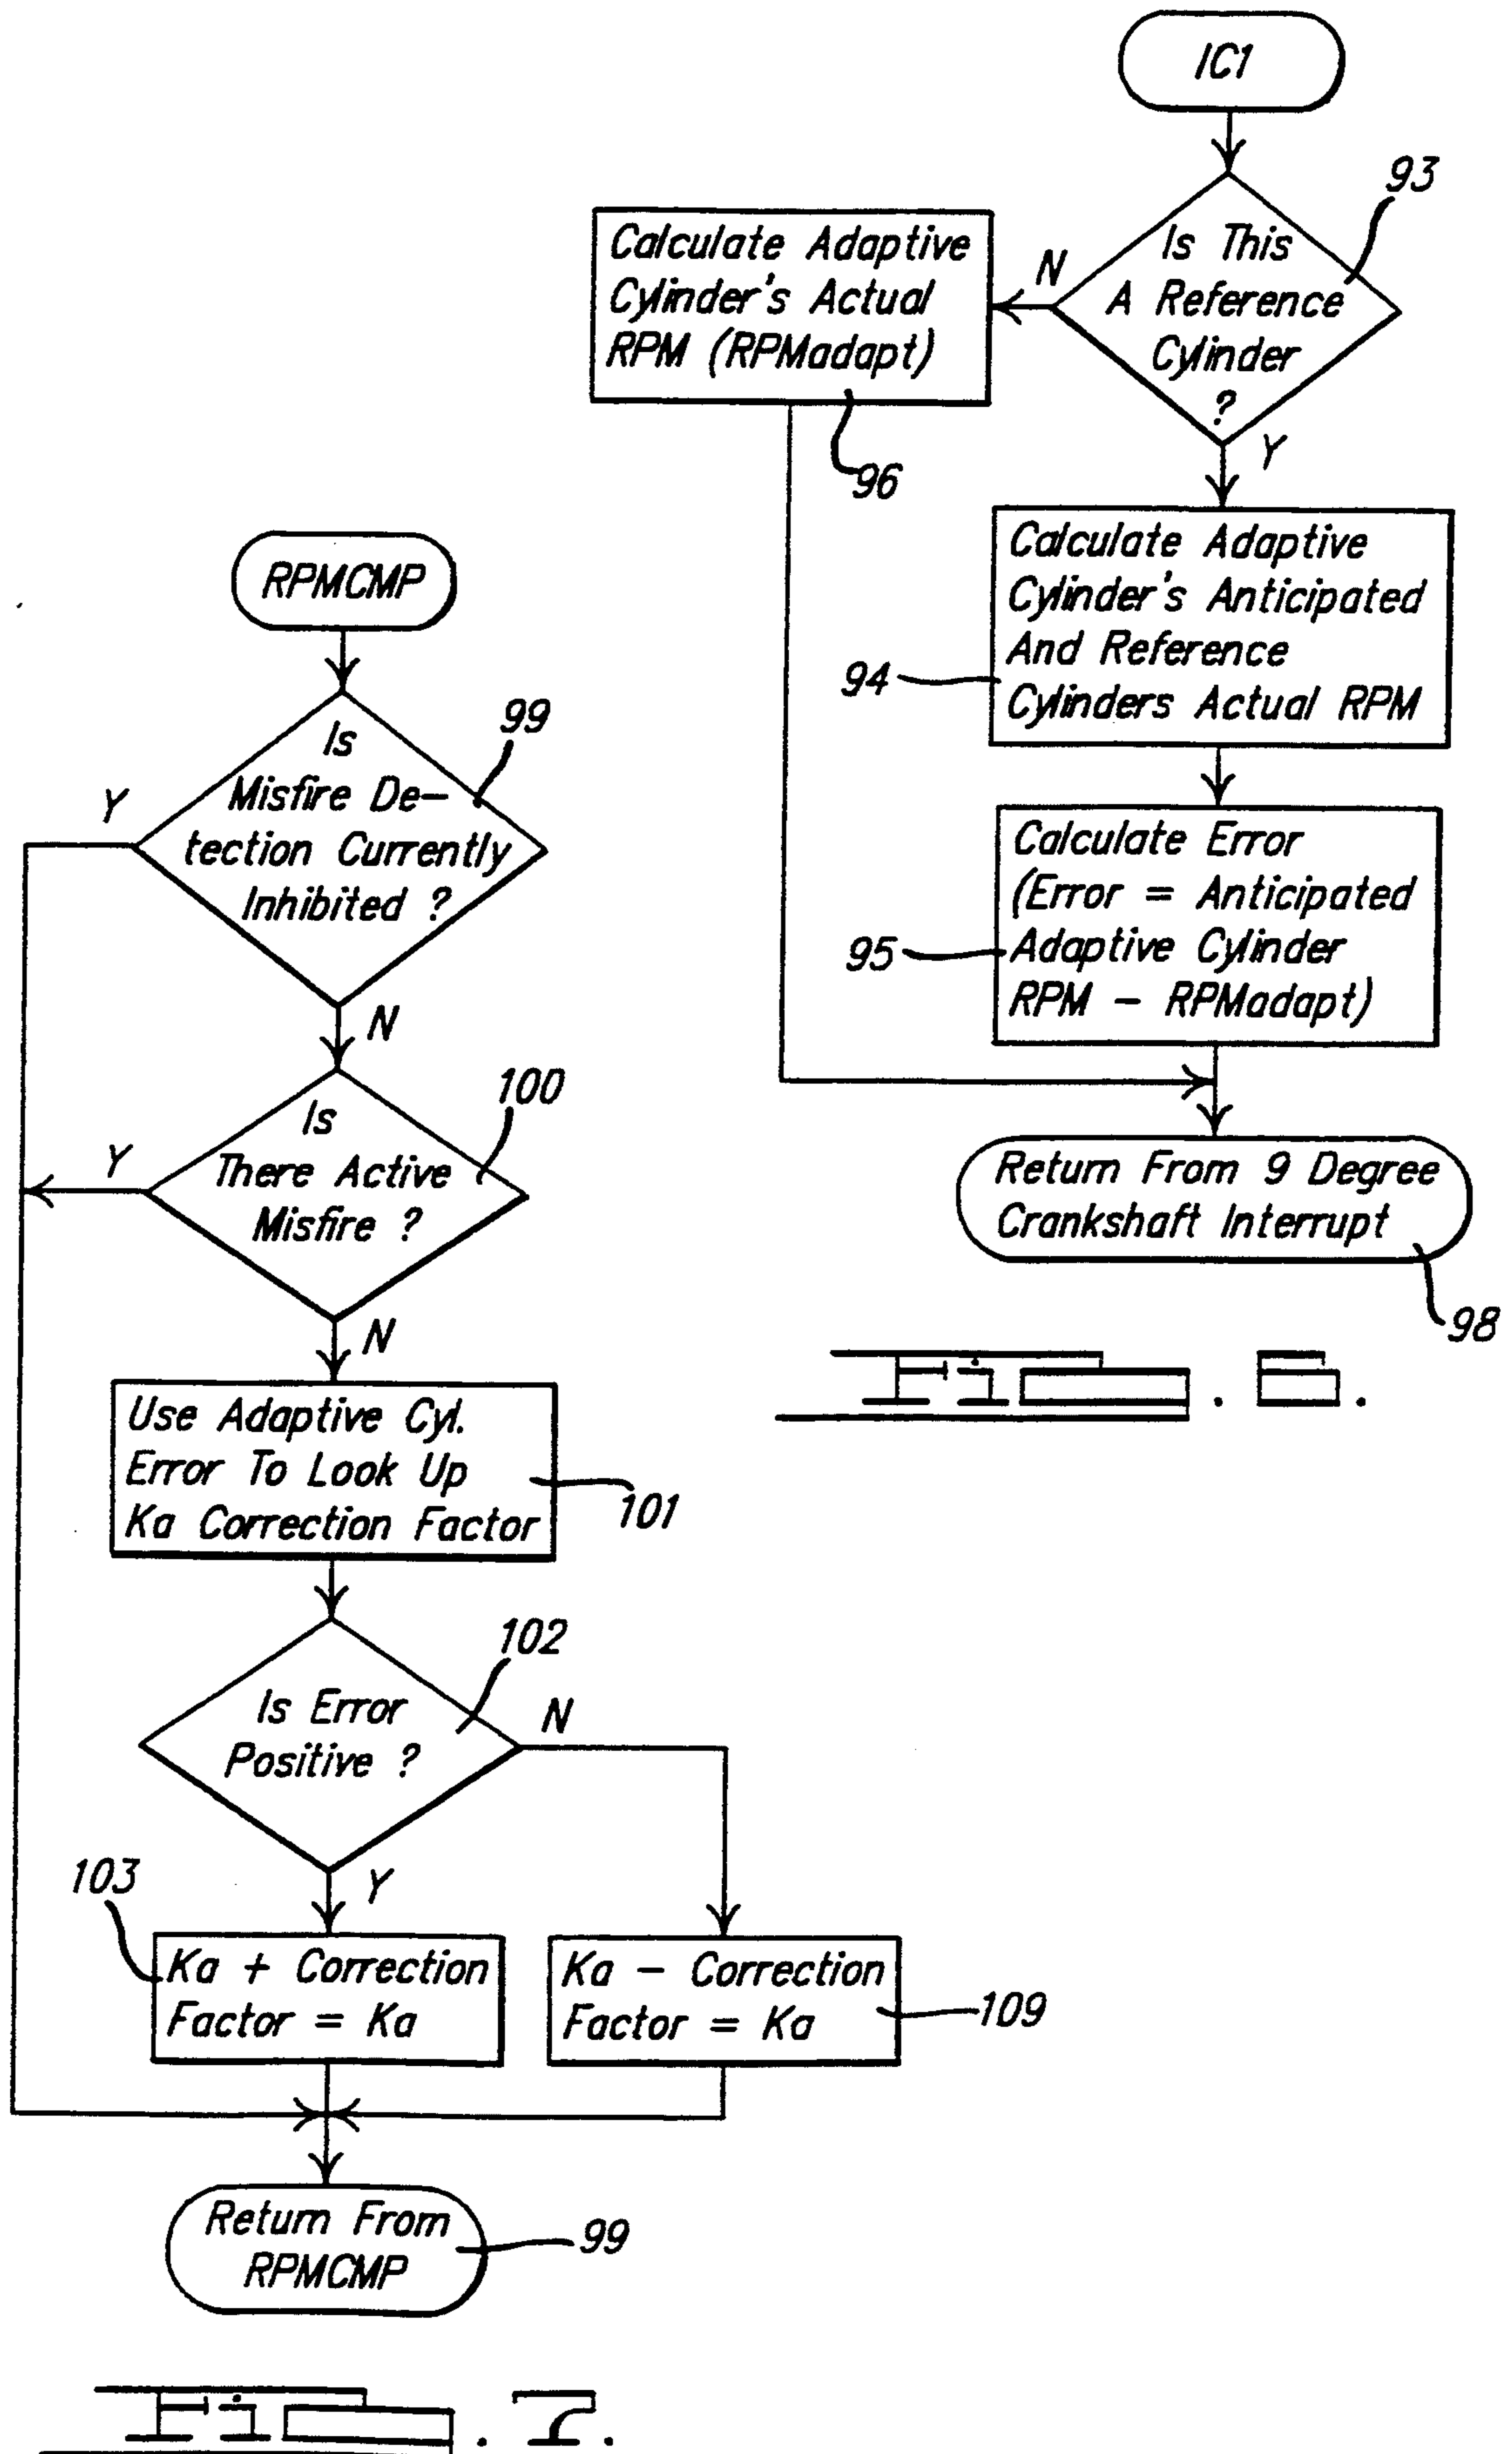 IC1
93
Is This
A Reference
Cylinder
?
N
Y
Calculate Adaptive
Cylinder's Actual
RPM (RPMadapt)
96
Calculate Adaptive
Cylinder's Anticipated
And Reference
Cylinders Actual RPM
94
Calculate Error
(Error = Anticipated
Adaptive Cylinder
RPM - RPMadapt)
95
Return From 9 Degree
Crankshaft Interrupt
98
Fig. 6.
RPMCMP
99
Is
Misfire De-
tection Currently
Inhibited ?
Y
N
100
Is
There Active
Misfire ?
Y
N
Use Adaptive Cyl.
Error To Look Up
Ka Correction Factor
101
102
Is Error
Positive ?
N
Y
103
Ka + Correction
Factor = Ka
Ka - Correction
Factor = Ka
109
Return From
RPMCMP
99
Fig. 7.